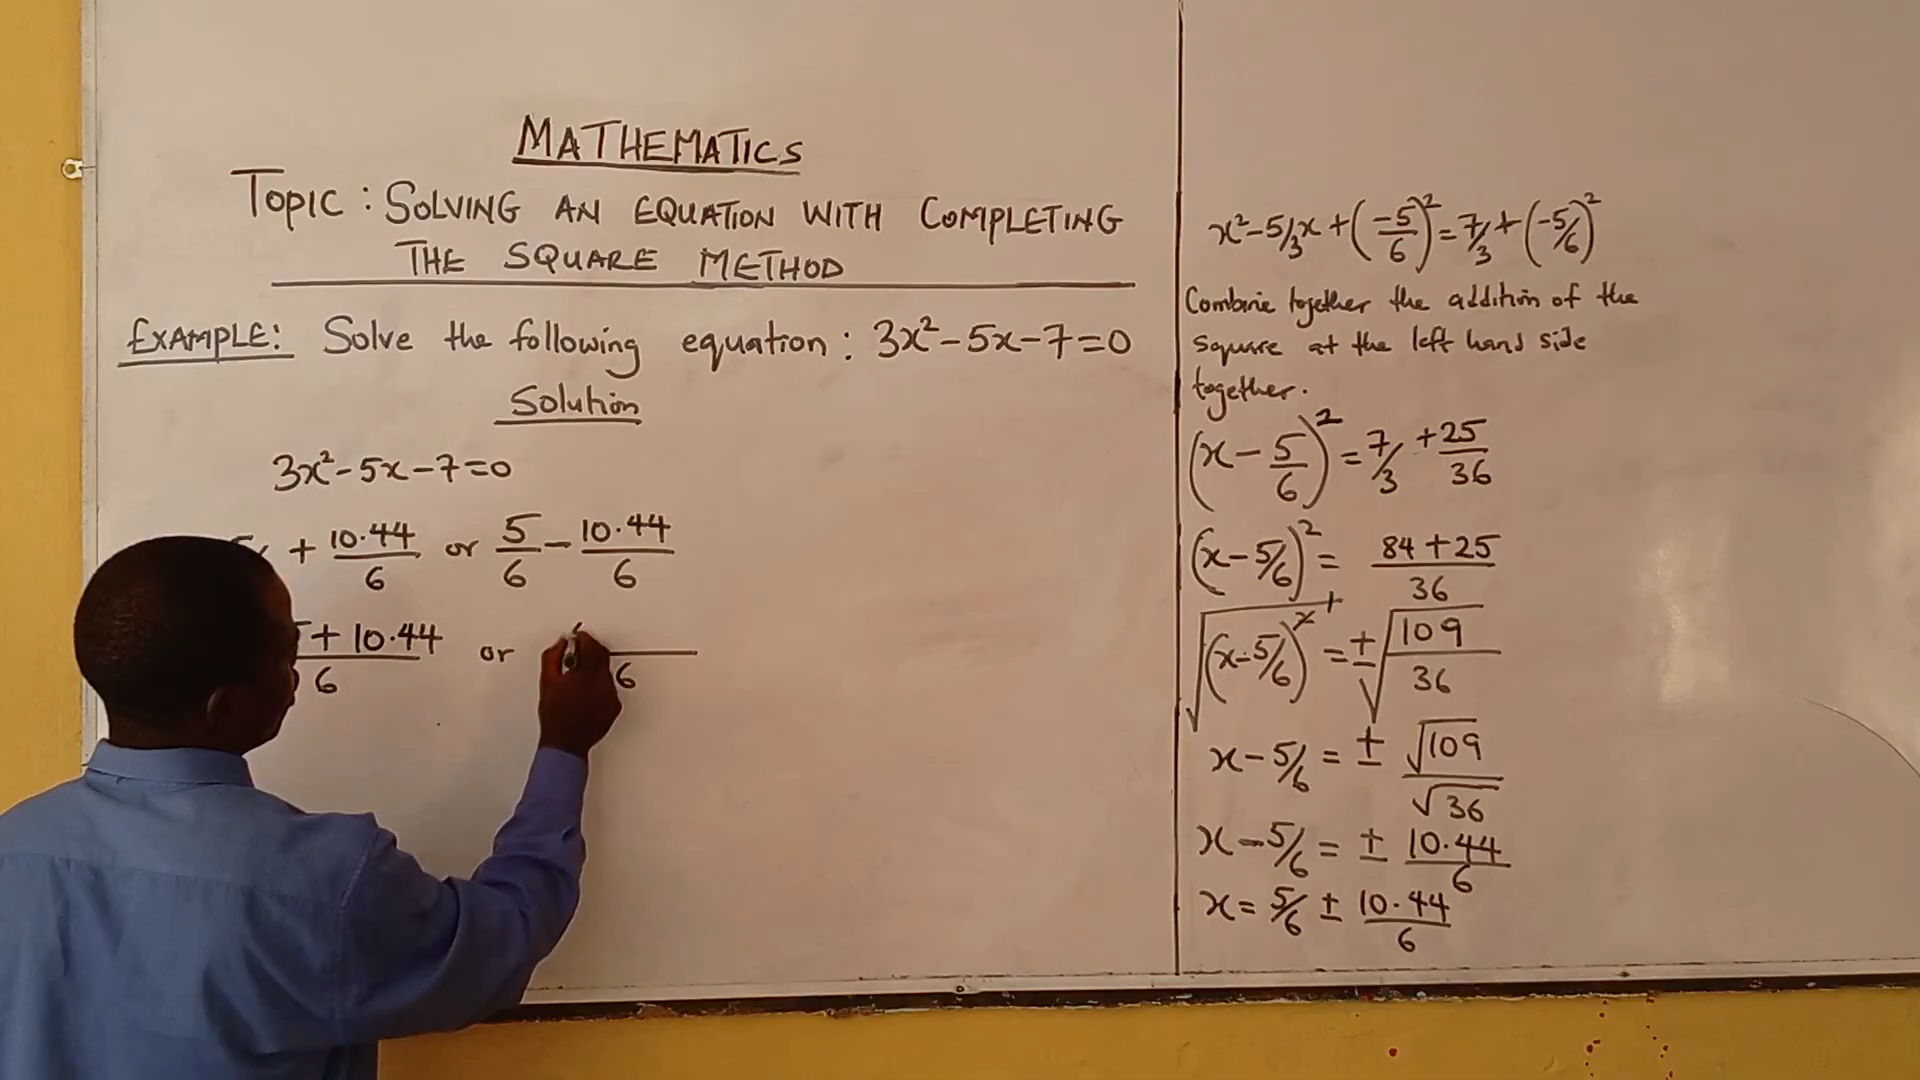 MATHEMATICS
TOPIC: SOLVING AN EQUATION WITH COMPLETING
THE SQUARE METHOD
EXAMPLE: Solve the following equation: 3x²-5x-7=0
Solution
3x²-5x-7=0
+ 10.44/6 or 5/6 - 10.44/6
+ 10.44/6 or /6
x²-5/3x+(-5/6)²=7/3+(-5/6)²
Combine together the addition of the
square at the left hand side
together.
(x-5/6)²=7/3+25/36
(x-5/6)²=84+25/36
√(x-5/6)²=±√109/36
x-5/6=±√109/√36
x-5/6=±10.44/6
x=5/6±10.44/6